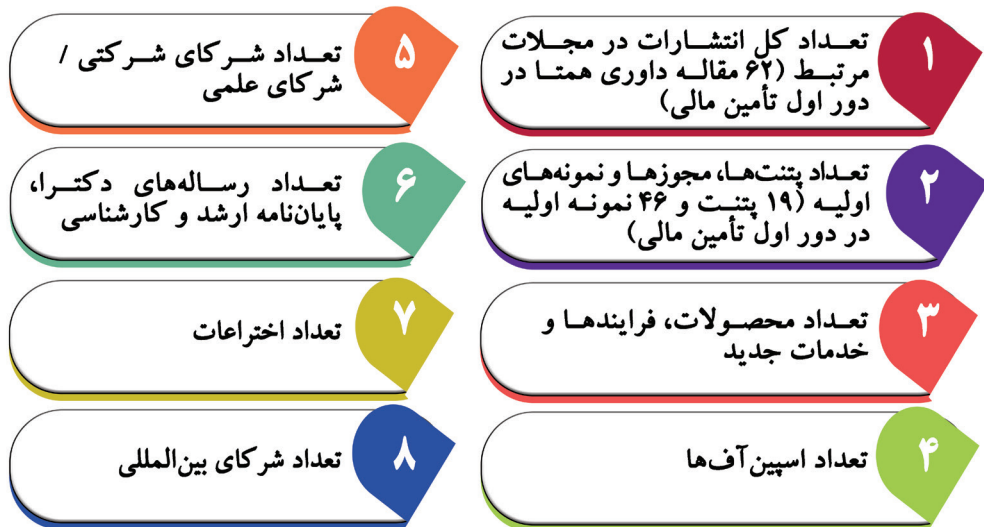 ۱
تعداد کل انتشارات در مجلات
مرتبط (۶۲ مقاله داوری همتا در
دور اول تأمین مالی)
۲
تعداد پتنت‌ها، مجوزها و نمونه‌های
اولیه (۱۹ پتنت و ۴۶ نمونه اولیه
در دور اول تأمین مالی)
۳
تعداد محصولات، فرایندها و
خدمات جدید
۴
تعداد اسپین‌آف‌ها
۵
تعداد شرکای شرکتی /
شرکای علمی
۶
تعداد رساله‌های دکترا،
پایان‌نامه ارشد و کارشناسی
۷
تعداد اختراعات
۸
تعداد شرکای بین‌المللی